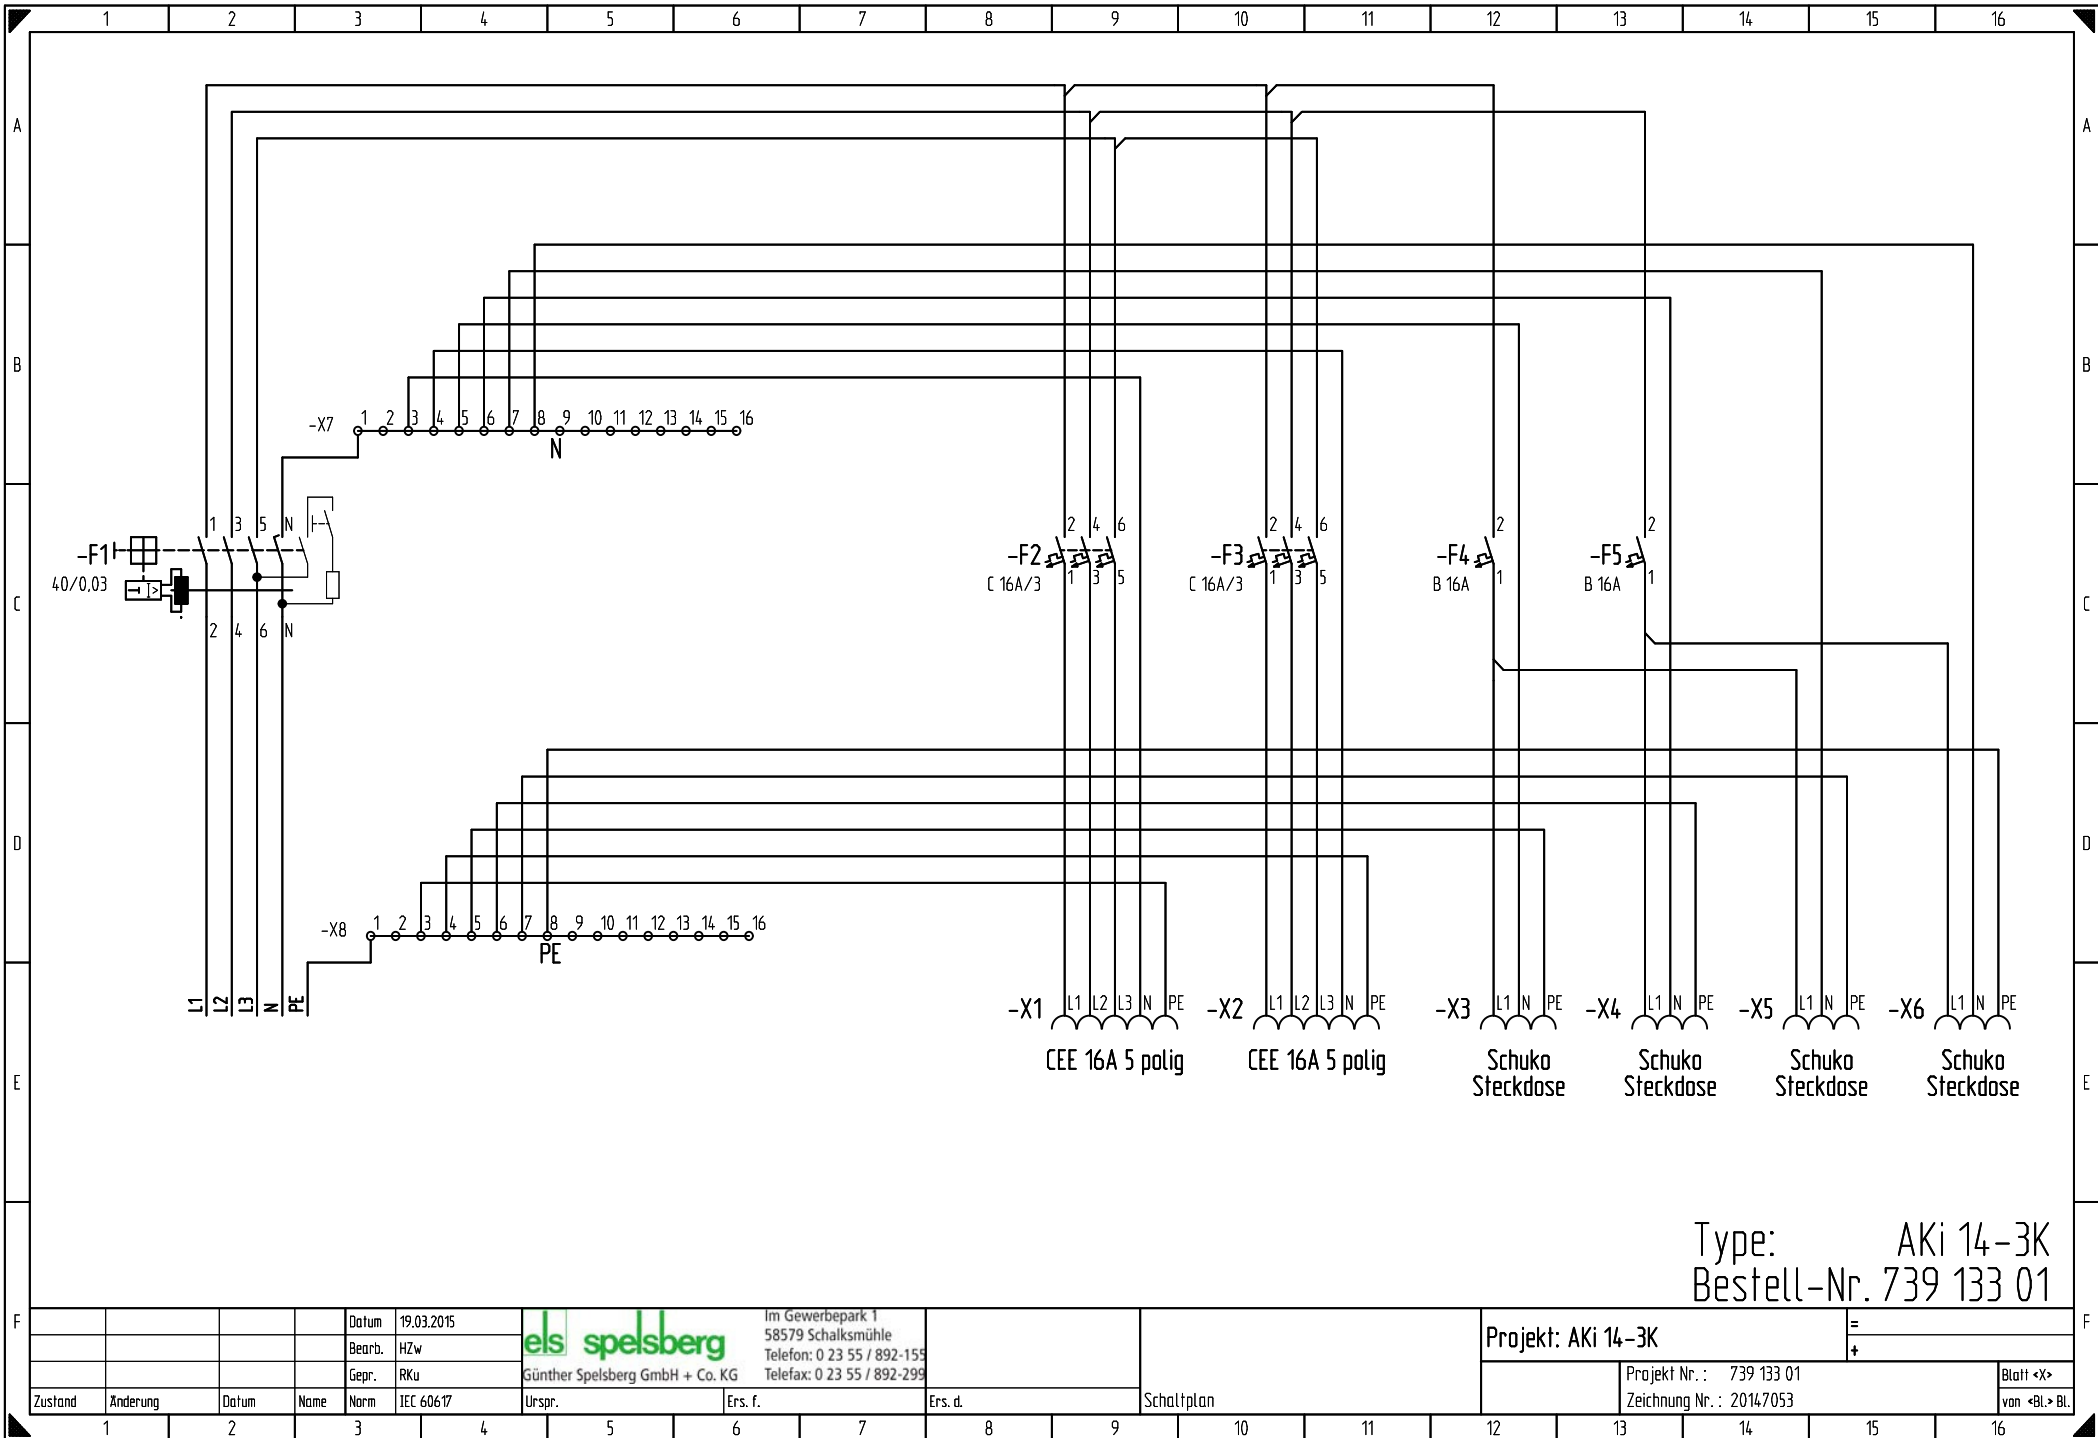 1 2 3 4 5 6 7 8 9 10 11 12 13 14 15 16
A A
B B
-X7 1 2 3 4 5 6 7 8 9 10 11 12 13 14 15 16
N
1 3 5 N
-F1
40/0,03
I>
2 4 6 N
2 4 6
-F2
C 16A/3
1 3 5
2 4 6
-F3
C 16A/3
1 3 5
2
-F4
B 16A
1
2
-F5
B 16A
1
C C
D D
-X8 1 2 3 4 5 6 7 8 9 10 11 12 13 14 15 16
PE
L1 L2 L3 N PE
-X1 L1 L2 L3 N PE
CEE 16A 5 polig
-X2 L1 L2 L3 N PE
CEE 16A 5 polig
-X3 L1 N PE
Schuko
Steckdose
-X4 L1 N PE
Schuko
Steckdose
-X5 L1 N PE
Schuko
Steckdose
-X6 L1 N PE
Schuko
Steckdose
E E
Type: AKi 14-3K
Bestell-Nr. 739 133 01
F F
Datum 19.03.2015
Bearb. HZw
Gepr. RKu
Zustand Änderung Datum Name Norm IEC 60617
els spelsberg
Günther Spelsberg GmbH + Co. KG
Im Gewerbepark 1
58579 Schalksmühle
Telefon: 0 23 55 / 892-155
Telefax: 0 23 55 / 892-299
Urspr. Ers. f. Ers. d.
Schaltplan
Projekt: AKi 14-3K
=
+
Projekt Nr.: 739 133 01
Zeichnung Nr.: 20147053
Blatt <X>
von <Bl.> Bl.
1 2 3 4 5 6 7 8 9 10 11 12 13 14 15 16